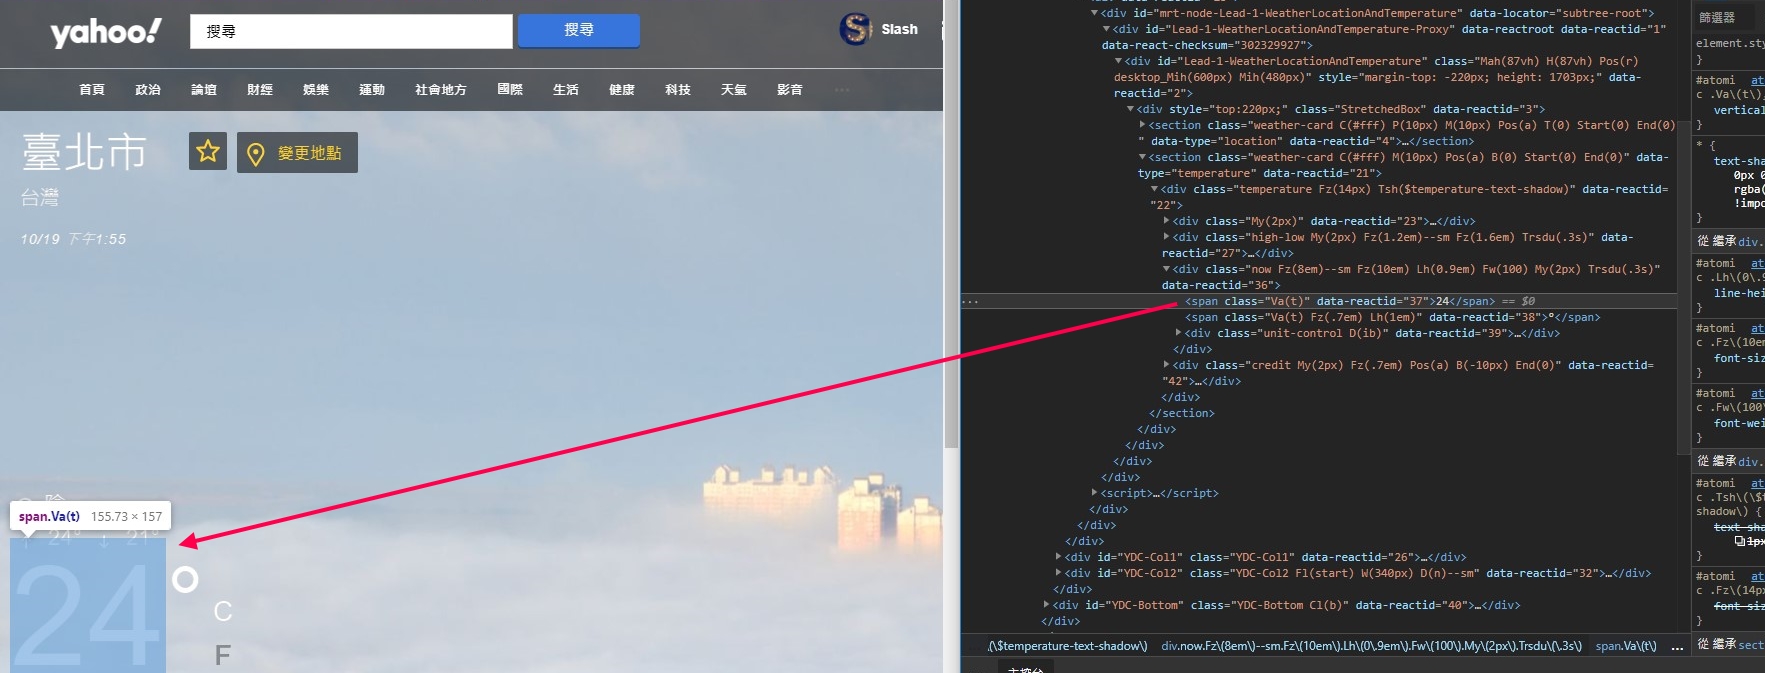 yahoo!
搜尋
搜尋
Slash
首頁 政治 論壇 財經 娛樂 運動 社會地方 國際 生活 健康 科技 天氣 影音 ...
臺北市
變更地點
台灣
10/19 下午1:55
陰
span.Va(t) 155.73 × 157
↑ 24° ↓ 21°
24°
C
F
▼<div id="mrt-node-Lead-1-WeatherLocationAndTemperature" data-locator="subtree-root">
▼<div id="Lead-1-WeatherLocationAndTemperature-Proxy" data-reactroot data-reactid="1"
data-react-checksum="302329927">
▼<div id="Lead-1-WeatherLocationAndTemperature" class="Mah(87vh) H(87vh) Pos(r)
desktop_Mih(600px) Mih(480px)" style="margin-top: -220px; height: 1703px;" data-
reactid="2">
▼<div style="top:220px;" class="StretchedBox" data-reactid="3">
▶<section class="weather-card C(#fff) P(10px) M(10px) Pos(a) T(0) Start(0) End(0)
" data-type="location" data-reactid="4">…</section>
▼<section class="weather-card C(#fff) M(10px) Pos(a) B(0) Start(0) End(0)" data-
type="temperature" data-reactid="21">
▼<div class="temperature Fz(14px) Tsh($temperature-text-shadow)" data-reactid=
"22">
▶<div class="My(2px)" data-reactid="23">…</div>
▶<div class="high-low My(2px) Fz(1.2em)--sm Fz(1.6em) Trsdu(.3s)" data-
reactid="27">…</div>
▼<div class="now Fz(8em)--sm Fz(10em) Lh(0.9em) Fw(100) My(2px) Trsdu(.3s)"
data-reactid="36">
... <span class="Va(t)" data-reactid="37">24</span> == $0
<span class="Va(t) Fz(.7em) Lh(1em)" data-reactid="38">°</span>
▶<div class="unit-control D(ib)" data-reactid="39">…</div>
</div>
▶<div class="credit My(2px) Fz(.7em) Pos(a) B(-10px) End(0)" data-reactid=
"42">…</div>
</div>
</section>
</div>
</div>
</div>
</div>
▶<script>…</script>
</div>
</div>
</div>
▶<div id="YDC-Col1" class="YDC-Col1" data-reactid="26">…</div>
▶<div id="YDC-Col2" class="YDC-Col2 Fl(start) W(340px) D(n)--sm" data-reactid="32">…</div>
</div>
▶<div id="YDC-Bottom" class="YDC-Bottom Cl(b)" data-reactid="40">…</div>
</div>
.(\$temperature-text-shadow\) div.now.Fz\(8em\)--sm.Fz\(10em\).Lh\(0\.9em\).Fw\(100\).My\(2px\).Trsdu\(\.3s\) span.Va\(t\) ...
主控台
篩選器
element.sty
}
#atomi at
c .Va\(t\),
vertical
}
* {
text-sha
0px 0
rgba(
!impo
}
從 繼承 div.
#atomi at
c .Lh\(0\.9
line-hei
}
#atomi at
c .Fz\(10em
font-siz
}
#atomi at
c .Fw\(100\
font-wei
}
從 繼承 div.
#atomi at
c .Tsh\(\$t
shadow\) {
text-sha
1px
}
#atomi at
c .Fz\(14px
font-siz
}
從 繼承 sect